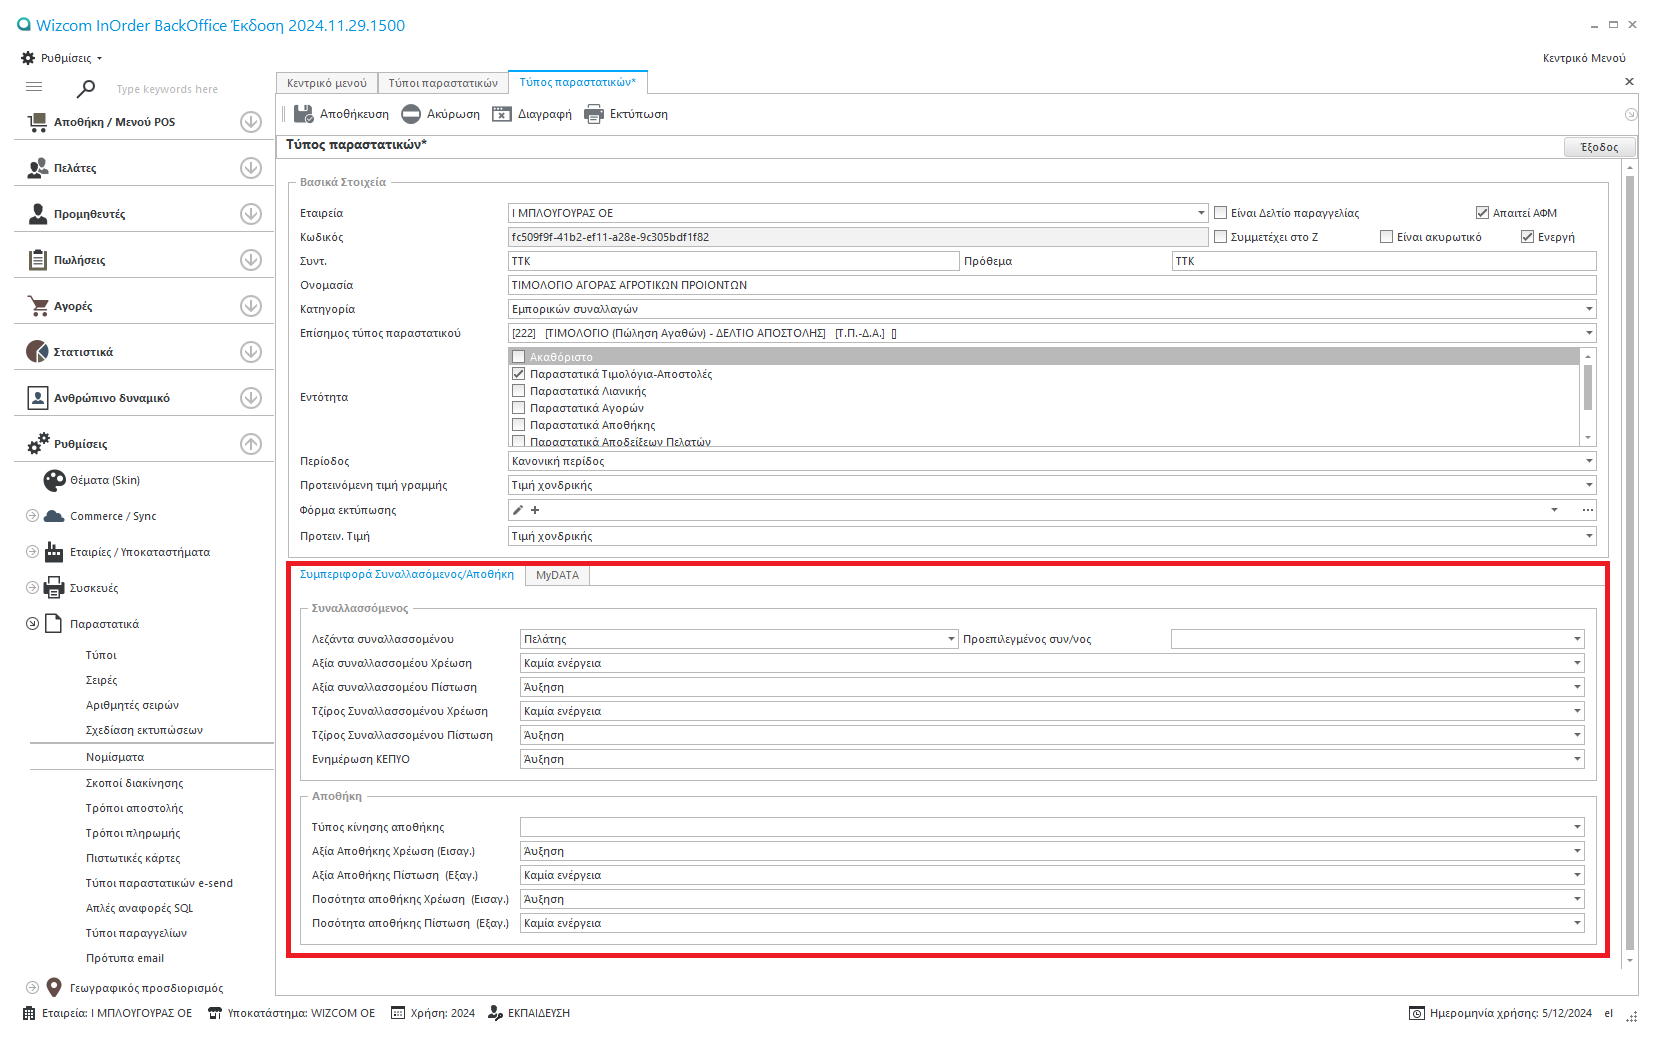 Wizcom InOrder BackOffice Έκδοση 2024.11.29.1500
Ρυθμίσεις
Κεντρικό Μενού
Type keywords here
Αποθήκη / Μενού POS
Πελάτες
Προμηθευτές
Πωλήσεις
Αγορές
Στατιστικά
Ανθρώπινο δυναμικό
Ρυθμίσεις
Θέματα (Skin)
Commerce / Sync
Εταιρίες / Υποκαταστήματα
Συσκευές
Παραστατικά
Τύποι
Σειρές
Αριθμητές σειρών
Σχεδίαση εκτυπώσεων
Νομίσματα
Σκοποί διακίνησης
Τρόποι αποστολής
Τρόποι πληρωμής
Πιστωτικές κάρτες
Τύποι παραστατικών e-send
Απλές αναφορές SQL
Τύποι παραγγελίων
Πρότυπα email
Γεωγραφικός προσδιορισμός
Κεντρικό μενού Τύποι παραστατικών Τύπος παραστατικών*
Αποθήκευση Ακύρωση Διαγραφή Εκτύπωση
Τύπος παραστατικών* Έξοδος
Βασικά Στοιχεία
Εταιρεία Ι ΜΠΛΟΥΓΟΥΡΑΣ ΟΕ Είναι Δελτίο παραγγελίας Απαιτεί ΑΦΜ
Κωδικός fc509f9f-41b2-ef11-a28e-9c305bdf1f82 Συμμετέχει στο Ζ Είναι ακυρωτικό Ενεργή
Συντ. ΤΤΚ Πρόθεμα ΤΤΚ
Ονομασία ΤΙΜΟΛΟΓΙΟ ΑΓΟΡΑΣ ΑΓΡΟΤΙΚΩΝ ΠΡΟΙΟΝΤΩΝ
Κατηγορία Εμπορικών συναλλαγών
Επίσημος τύπος παραστατικού [222] [ΤΙΜΟΛΟΓΙΟ (Πώληση Αγαθών) - ΔΕΛΤΙΟ ΑΠΟΣΤΟΛΗΣ] [Τ.Π.-Δ.Α.] []
Εντότητα
Ακαθόριστο
Παραστατικά Τιμολόγια-Αποστολές
Παραστατικά Λιανικής
Παραστατικά Αγορών
Παραστατικά Αποθήκης
Παραστατικά Αποδείξεων Πελατών
Περίοδος Κανονική περίδος
Προτεινόμενη τιμή γραμμής Τιμή χονδρικής
Φόρμα εκτύπωσης
Προτειν. Τιμή Τιμή χονδρικής
Συμπεριφορά Συναλλασόμενος/Αποθήκη MyDATA
Συναλλασσόμενος
Λεζάντα συναλλασσομένου Πελάτης Προεπιλεγμένος συν/νος
Αξία συναλλασσομέου Χρέωση Καμία ενέργεια
Αξία συναλλασσομέου Πίστωση Άυξηση
Τζίρος Συναλλασσομένου Χρέωση Καμία ενέργεια
Τζίρος Συναλλασσομένου Πίστωση Άυξηση
Ενημέρωση ΚΕΠΥΟ Άυξηση
Αποθήκη
Τύπος κίνησης αποθήκης
Αξία Αποθήκης Χρέωση (Εισαγ.) Άυξηση
Αξία Αποθήκης Πίστωση (Εξαγ.) Καμία ενέργεια
Ποσότητα αποθήκης Χρέωση (Εισαγ.) Άυξηση
Ποσότητα αποθήκης Πίστωση (Εξαγ.) Καμία ενέργεια
Εταιρεία: Ι ΜΠΛΟΥΓΟΥΡΑΣ ΟΕ Υποκατάστημα: WIZCOM ΟΕ Χρήση: 2024 ΕΚΠΑΙΔΕΥΣΗ Ημερομηνία χρήσης: 5/12/2024 el